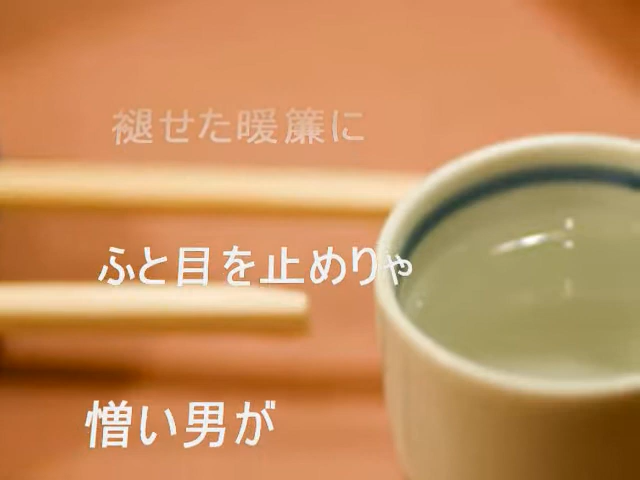 褪せた暖簾に
ふと目を止めりゃ
憎い男が